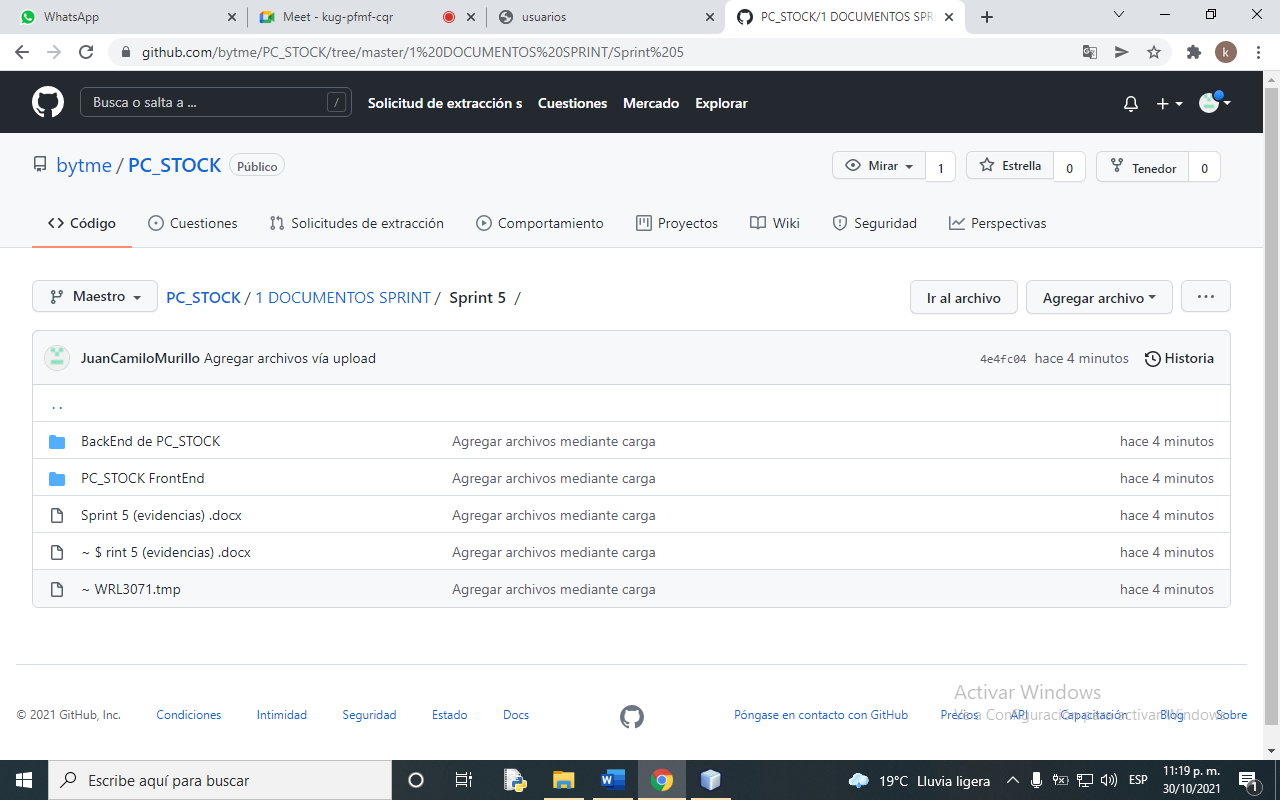 WhatsApp
Meet - kug-pfmf-cqr
usuarios
PC_STOCK/1 DOCUMENTOS SPR
github.com/bytme/PC_STOCK/tree/master/1%20DOCUMENTOS%20SPRINT/Sprint%205
k
Busca o salta a ... /
Solicitud de extracción s Cuestiones Mercado Explorar
bytme / PC_STOCK Público
Mirar 1 Estrella 0 Tenedor 0
Código Cuestiones Solicitudes de extracción Comportamiento Proyectos Wiki Seguridad Perspectivas
Maestro PC_STOCK / 1 DOCUMENTOS SPRINT / Sprint 5 / Ir al archivo Agregar archivo ...
JuanCamiloMurillo Agregar archivos vía upload 4e4fc04 hace 4 minutos Historia
. .
BackEnd de PC_STOCK Agregar archivos mediante carga hace 4 minutos
PC_STOCK FrontEnd Agregar archivos mediante carga hace 4 minutos
Sprint 5 (evidencias) .docx Agregar archivos mediante carga hace 4 minutos
~ $ rint 5 (evidencias) .docx Agregar archivos mediante carga hace 4 minutos
~ WRL3071.tmp Agregar archivos mediante carga hace 4 minutos
Activar Windows
Ve a Configuración para activar Windows.
© 2021 GitHub, Inc. Condiciones Intimidad Seguridad Estado Docs Póngase en contacto con GitHub Precios API Capacitación Blog Sobre
Escribe aquí para buscar
19°C Lluvia ligera ESP
11:19 p. m.
30/10/2021
1